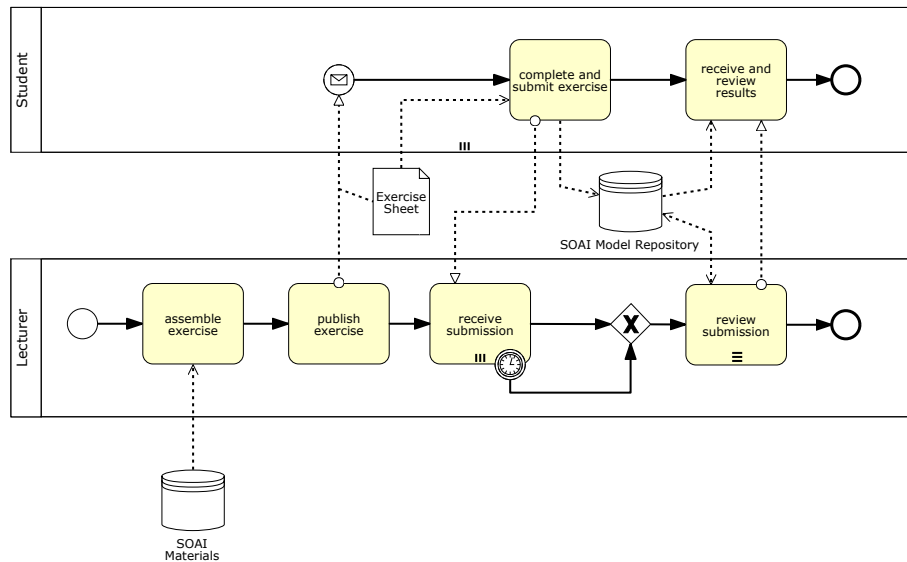 Student
complete and
submit exercise
receive and
review
results
Exercise
Sheet
SOAI Model Repository
Lecturer
assemble
exercise
publish
exercise
receive
submission
X
review
submission
SOAI
Materials